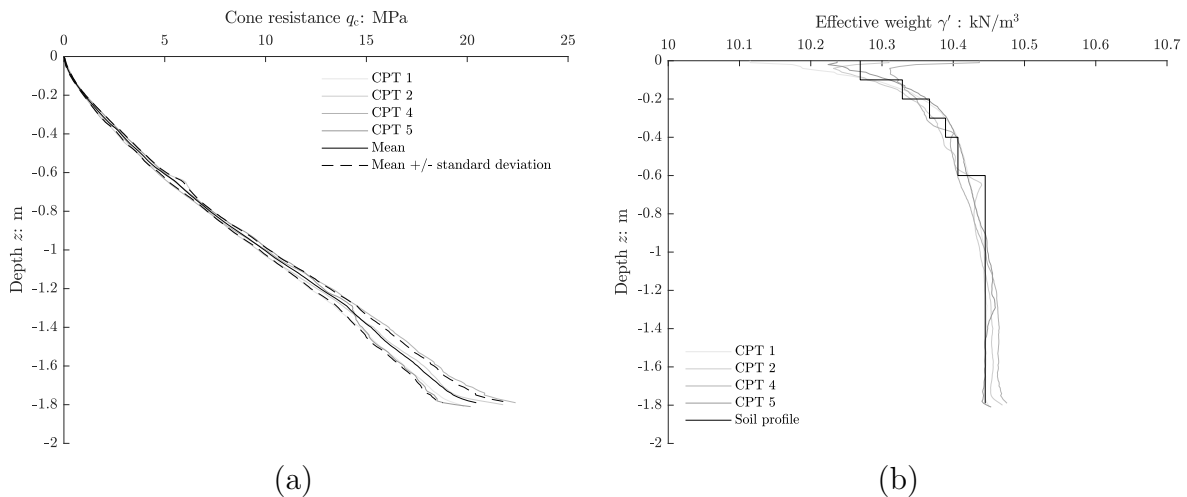 Cone resistance qc: MPa
0 5 10 15 20 25
0
-0.2
-0.4
-0.6
-0.8
-1
-1.2
-1.4
-1.6
-1.8
-2
Depth z: m
CPT 1
CPT 2
CPT 4
CPT 5
Mean
Mean +/- standard deviation
(a)
Effective weight γ′ : kN/m³
10 10.1 10.2 10.3 10.4 10.5 10.6 10.7
0
-0.2
-0.4
-0.6
-0.8
-1
-1.2
-1.4
-1.6
-1.8
-2
Depth z: m
CPT 1
CPT 2
CPT 4
CPT 5
Soil profile
(b)